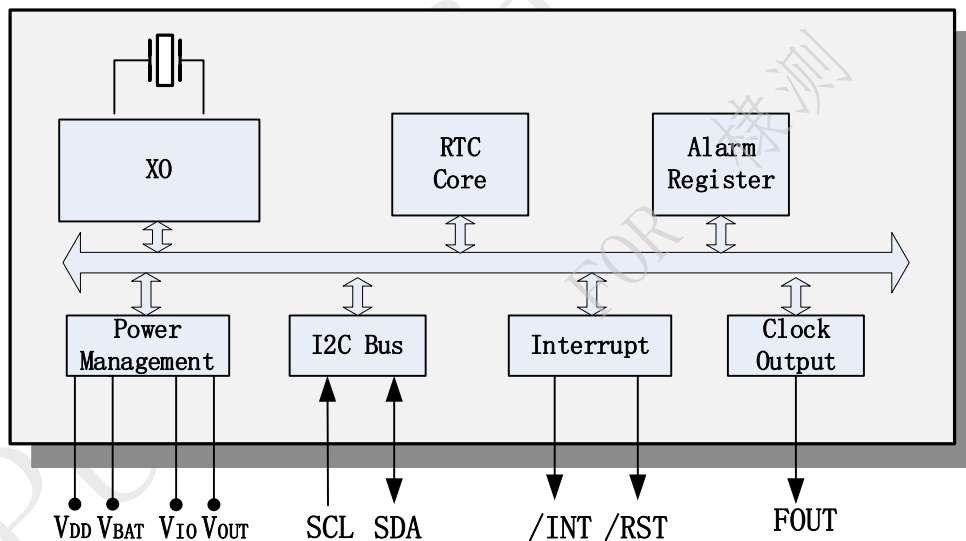 XO
RTC
Core
Alarm
Register
Power
Management
I2C Bus
Interrupt
Clock
Output
VDD VBAT VIO VOUT SCL SDA /INT /RST FOUT
FOR